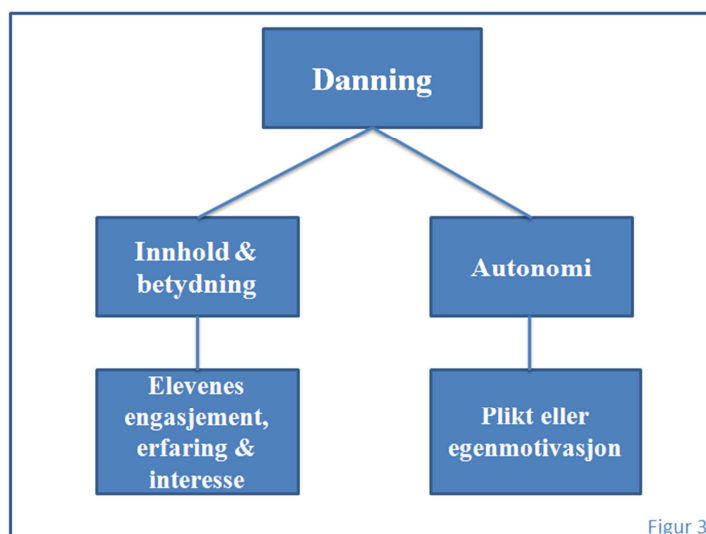 Danning
Innhold &
betydning
Autonomi
Elevenes
engasjement,
erfaring &
interesse
Plikt eller
egenmotivasjon
Figur 3